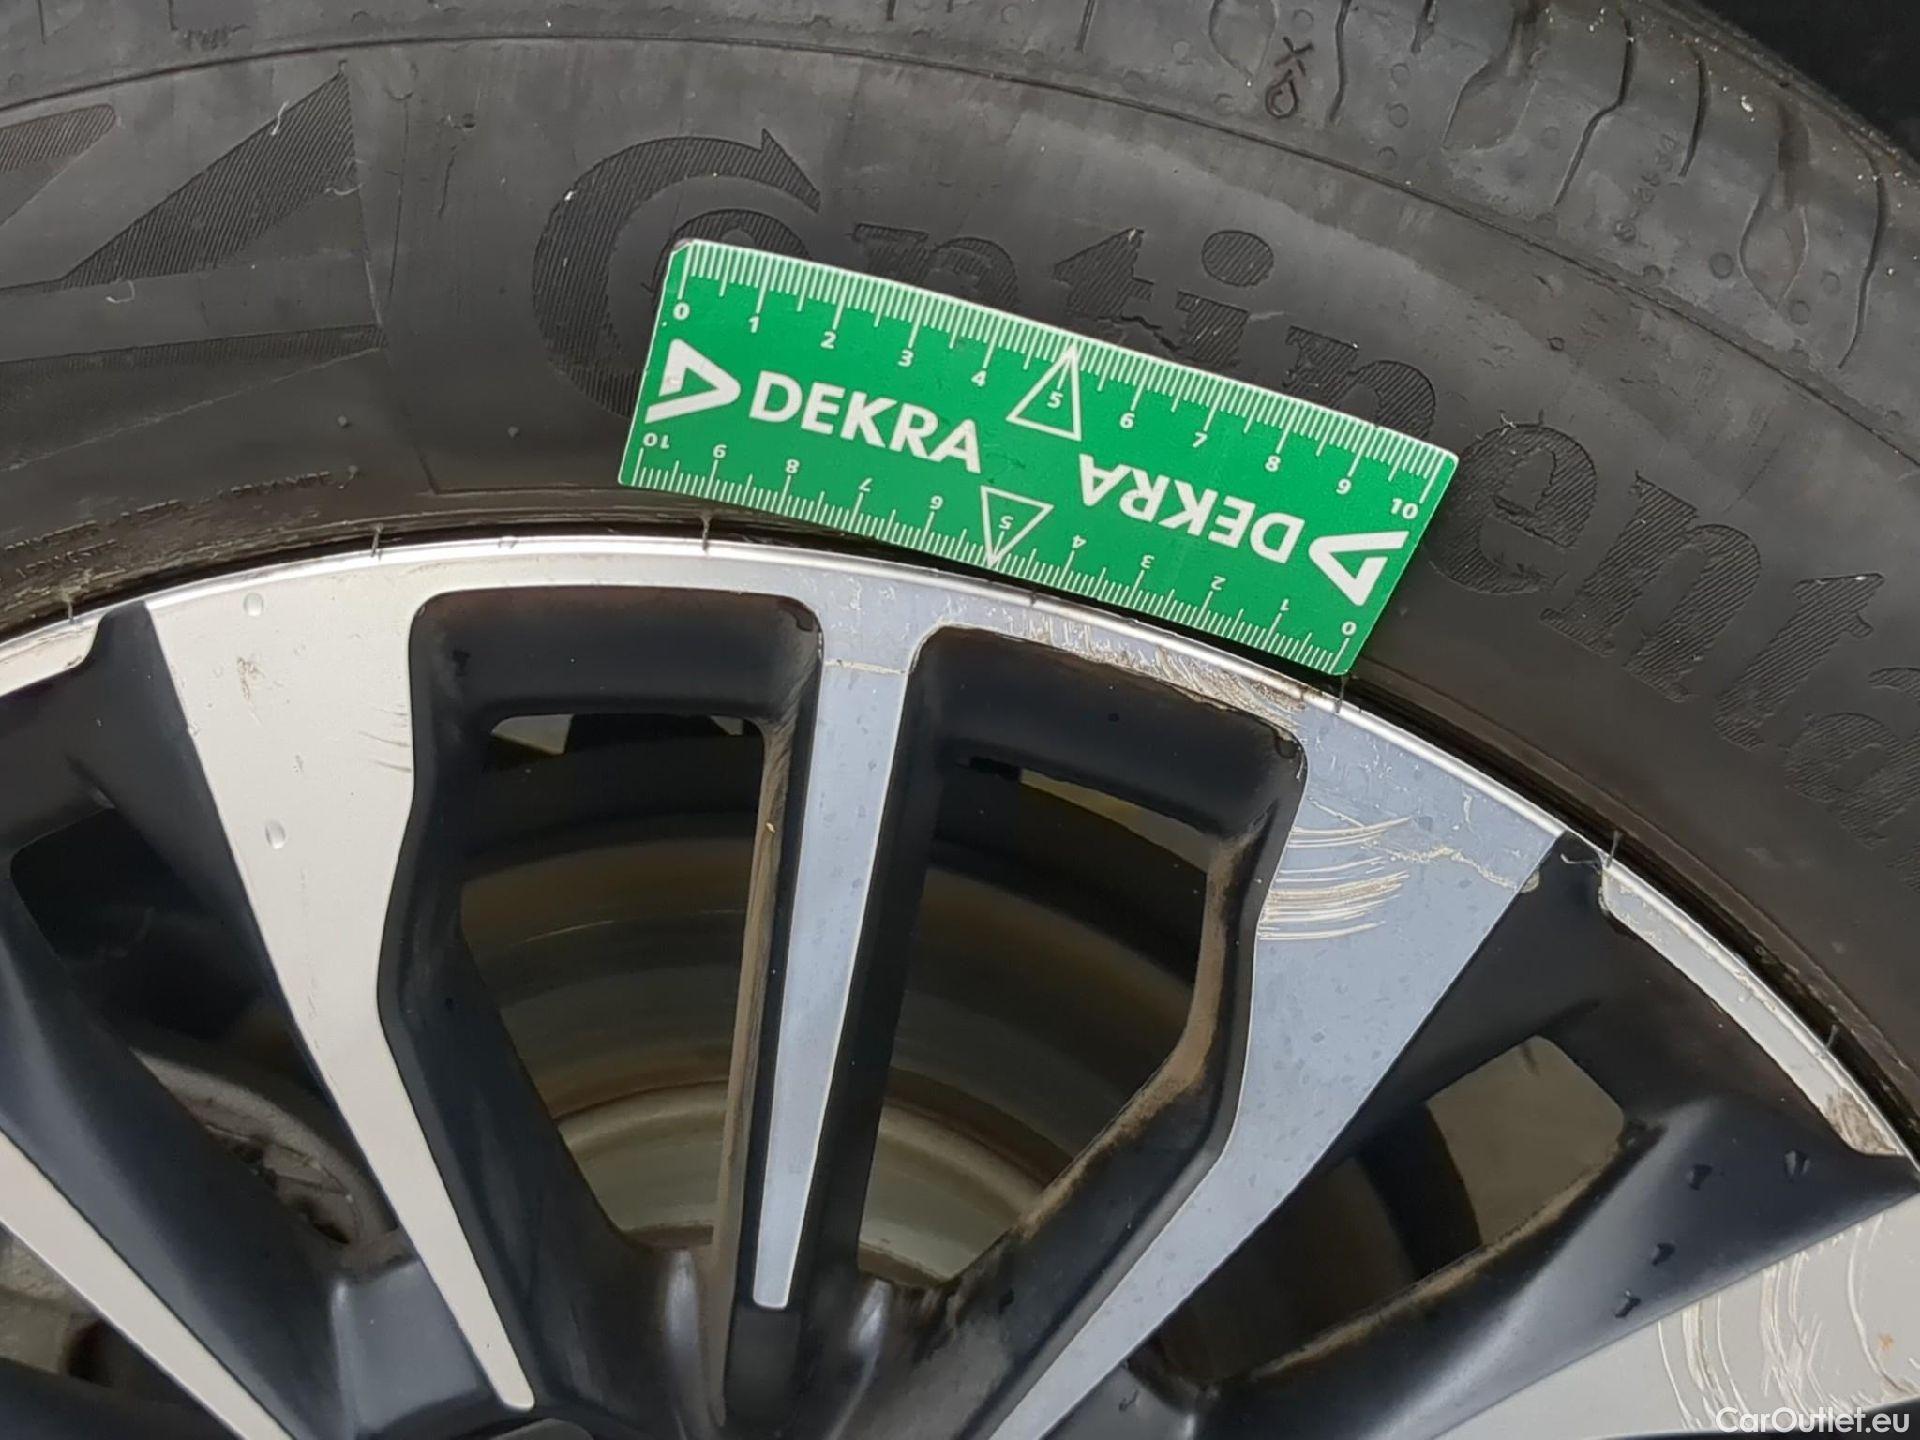 Continental
0 1 2 3 4 5 6 7 8 9 10
DEKRA
DEKRA
10 9 8 7 6 5 4 3 2 1 0
CarOutlet.eu